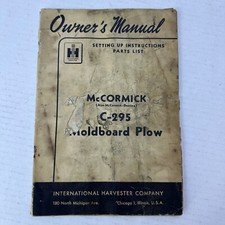 Owner's Manual
IH
SETTING UP INSTRUCTIONS
PARTS LIST
McCORMICK
C-295
Moldboard Plow
INTERNATIONAL HARVESTER COMPANY
180 North Michigan Ave. Chicago 1, Illinois, U.S.A.